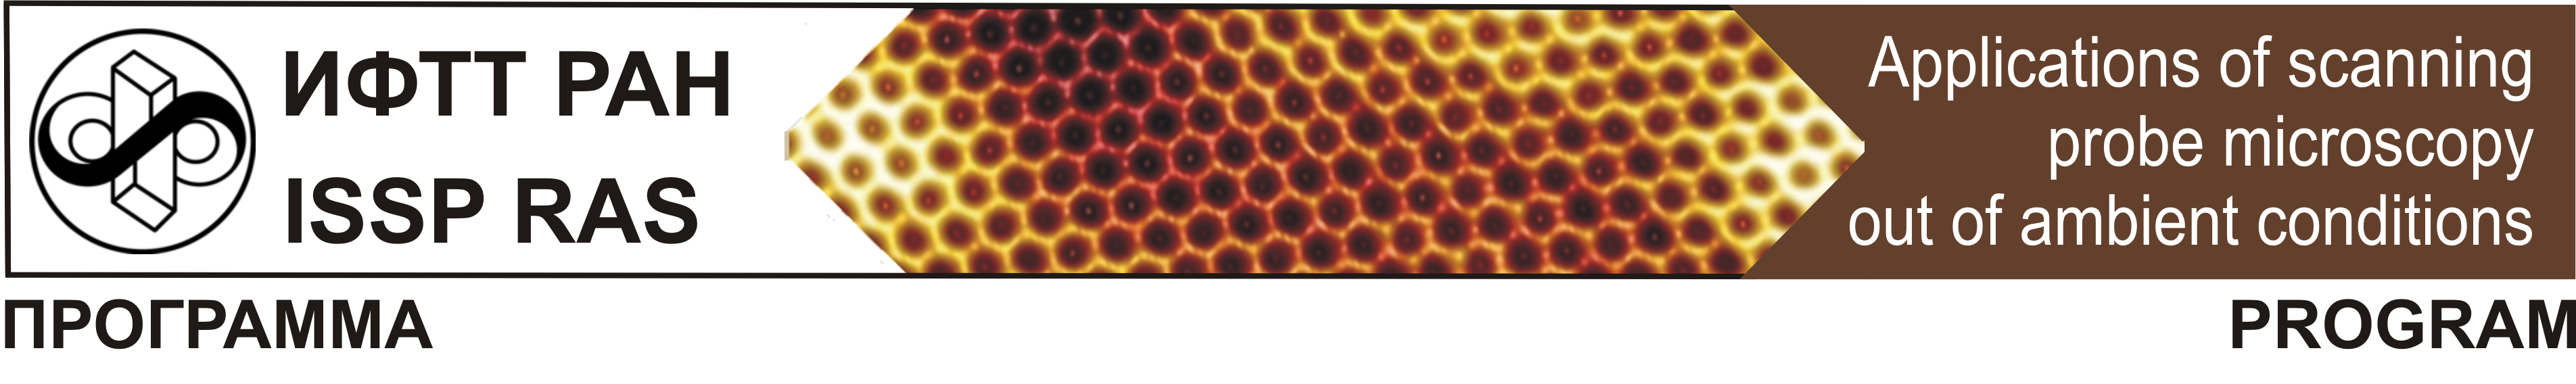 ИФТТ РАН
ISSP RAS
Applications of scanning
probe microscopy
out of ambient conditions
ПРОГРАММА
PROGRAM